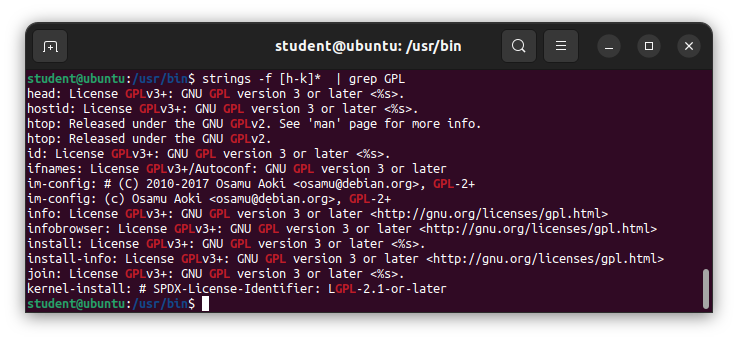 student@ubuntu: /usr/bin
student@ubuntu:/usr/bin$ strings -f [h-k]*  | grep GPL
head: License GPLv3+: GNU GPL version 3 or later <%s>.
hostid: License GPLv3+: GNU GPL version 3 or later <%s>.
htop: Released under the GNU GPLv2. See 'man' page for more info.
htop: Released under the GNU GPLv2.
id: License GPLv3+: GNU GPL version 3 or later <%s>.
ifnames: License GPLv3+/Autoconf: GNU GPL version 3 or later
im-config: # (C) 2010-2017 Osamu Aoki <osamu@debian.org>, GPL-2+
im-config: (c) Osamu Aoki <osamu@debian.org>, GPL-2+
info: License GPLv3+: GNU GPL version 3 or later <http://gnu.org/licenses/gpl.html>
infobrowser: License GPLv3+: GNU GPL version 3 or later <http://gnu.org/licenses/gpl.html>
install: License GPLv3+: GNU GPL version 3 or later <%s>.
install-info: License GPLv3+: GNU GPL version 3 or later <http://gnu.org/licenses/gpl.html>
join: License GPLv3+: GNU GPL version 3 or later <%s>.
kernel-install: # SPDX-License-Identifier: LGPL-2.1-or-later
student@ubuntu:/usr/bin$